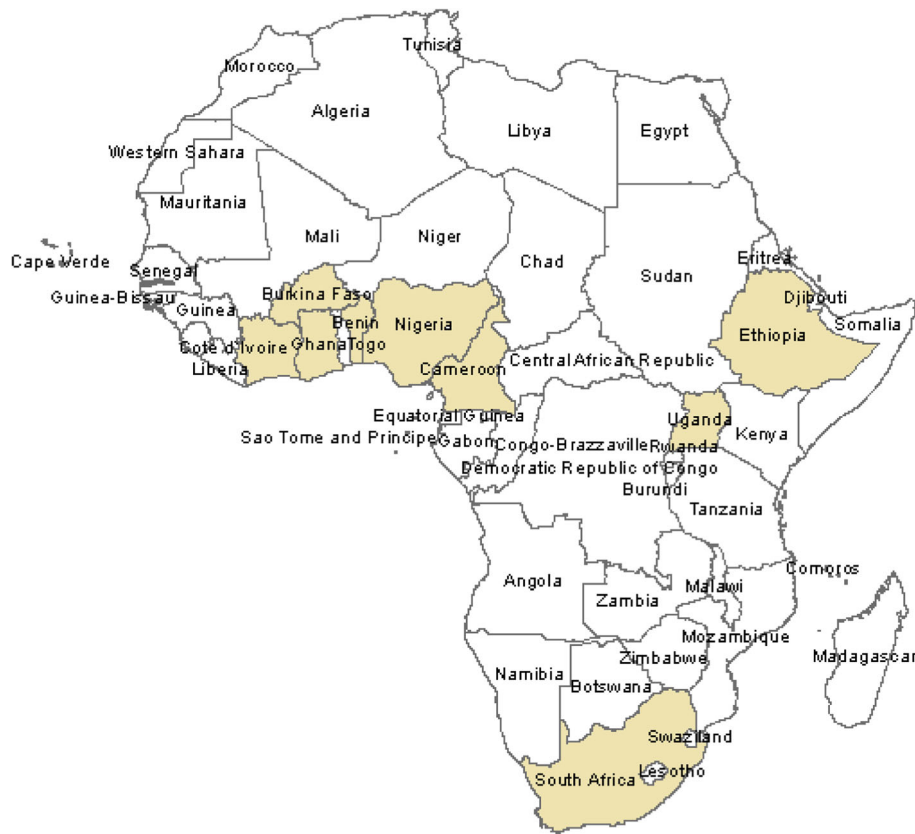 Tunisia
Morocco
Algeria
Libya
Egypt
Western Sahara
Mauritania
Mali
Niger
Cape Verde
Senegal
Chad
Sudan
Eritrea
Guinea-Bissau
Guinea
Burkina Faso
Djibouti
Benin
Nigeria
Somalia
Cote d'Ivoire
Ghana
Togo
Ethiopia
Liberia
Cameroon
Central African Republic
Equatorial Guinea
Uganda
Sao Tome and Principe
Gabon
Congo-Brazzaville
Rwanda
Kenya
Democratic Republic of Congo
Burundi
Tanzania
Angola
Comoros
Zambia
Malawi
Mozambique
Namibia
Zimbabwe
Madagascar
Botswana
Swaziland
South Africa
Lesotho